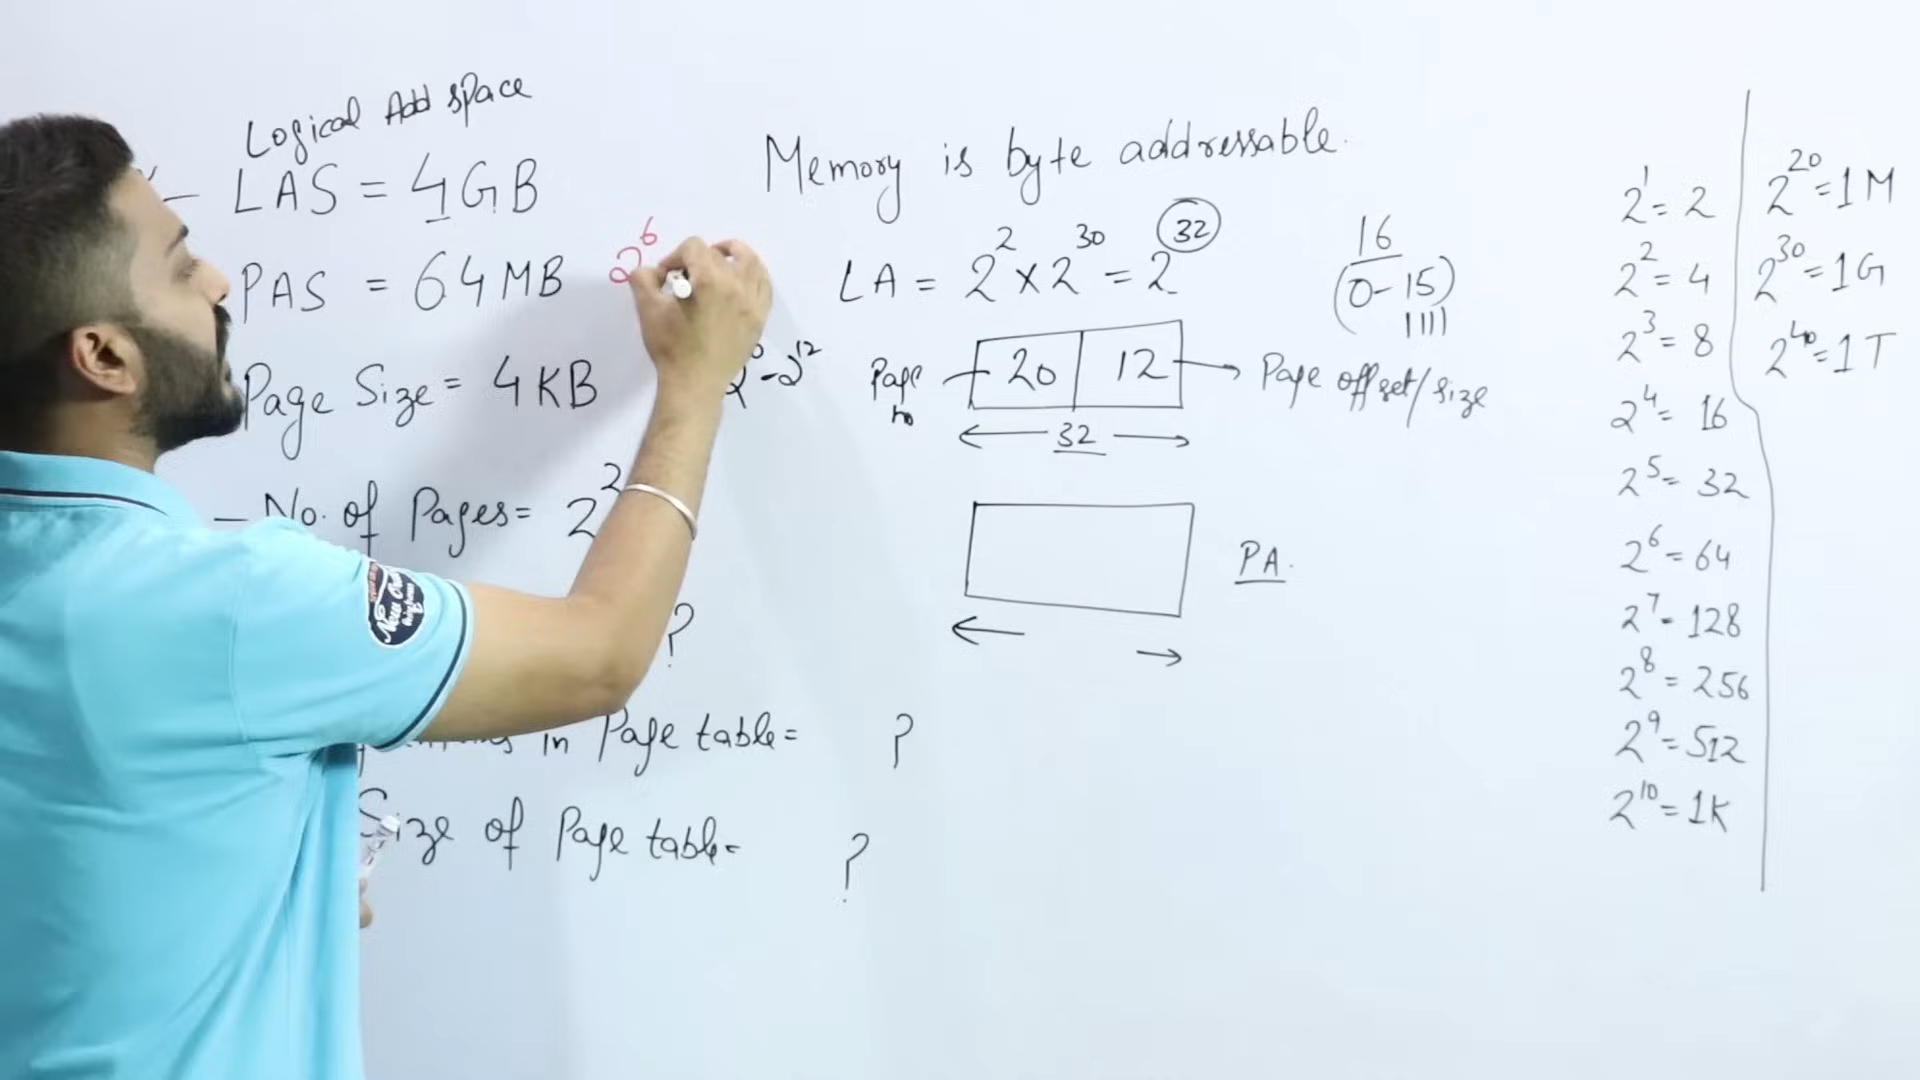 Logical Add space
– LAS = 4GB
PAS = 64MB 2^6
Page Size = 4KB 2^12
– No. of Pages = 2^2
?
in Page table = ?
Size of Page table = ?
Memory is byte addressable.
LA = 2^2 × 2^30 = 2^32
16
(0-15)
1111
Page no 20 | 12 → Page offset/size
32
PA.
2^1 = 2
2^2 = 4
2^3 = 8
2^4 = 16
2^5 = 32
2^6 = 64
2^7 = 128
2^8 = 256
2^9 = 512
2^10 = 1K
2^20 = 1M
2^30 = 1G
2^40 = 1T
New